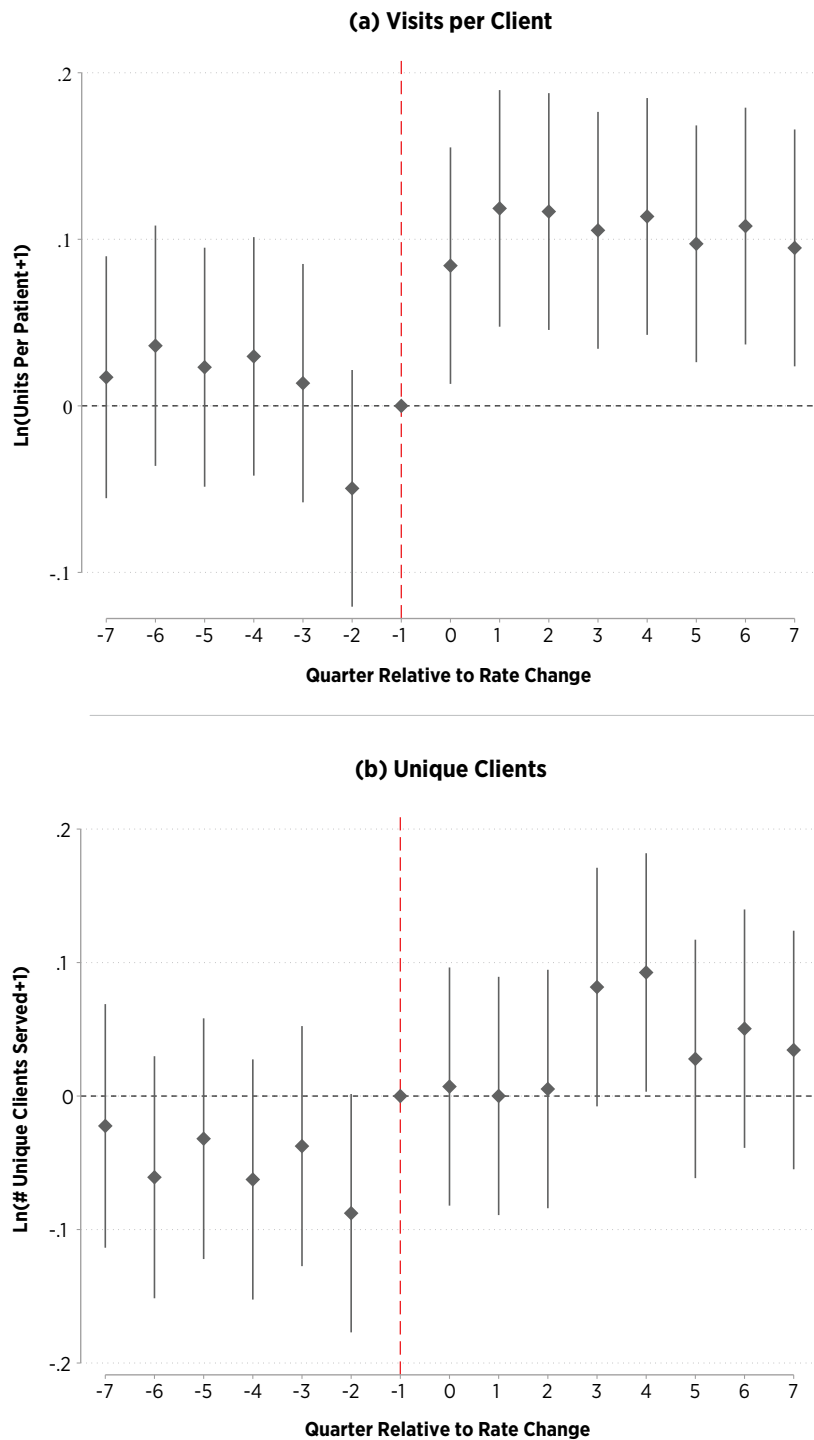 (a) Visits per Client
Ln(Units Per Patient+1)
.2
.1
0
-.1
-7 -6 -5 -4 -3 -2 -1 0 1 2 3 4 5 6 7
Quarter Relative to Rate Change
(b) Unique Clients
Ln(# Unique Clients Served+1)
.2
.1
0
-.1
-.2
-7 -6 -5 -4 -3 -2 -1 0 1 2 3 4 5 6 7
Quarter Relative to Rate Change